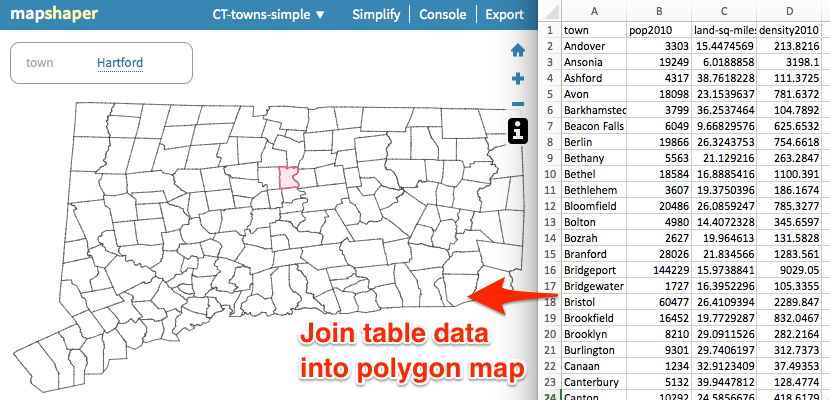 mapshaper CT-towns-simple ▼ Simplify Console Export
town Hartford
Join table data
into polygon map
A B C D
1 town pop2010 land-sq-miles density2010
2 Andover 3303 15.4474569 213.8216
3 Ansonia 19249 6.0188858 3198.1
4 Ashford 4317 38.7618228 111.3725
5 Avon 18098 23.1539637 781.6372
6 Barkhamsted 3799 36.2537464 104.7892
7 Beacon Falls 6049 9.66829576 625.6532
8 Berlin 19866 26.3243753 754.6618
9 Bethany 5563 21.129216 263.2847
10 Bethel 18584 16.8885416 1100.391
11 Bethlehem 3607 19.3750396 186.1674
12 Bloomfield 20486 26.0859247 785.3277
13 Bolton 4980 14.4072328 345.6597
14 Bozrah 2627 19.964613 131.5828
15 Branford 28026 21.834566 1283.561
16 Bridgeport 144229 15.9738841 9029.05
17 Bridgewater 1727 16.3952296 105.3355
18 Bristol 60477 26.4109394 2289.847
19 Brookfield 16452 19.7729287 832.0467
20 Brooklyn 8210 29.0911526 282.2164
21 Burlington 9301 29.7406197 312.7373
22 Canaan 1234 32.9123409 37.49353
23 Canterbury 5132 39.9447812 128.4774
24 Canton 10292 24.5856676 418.6179